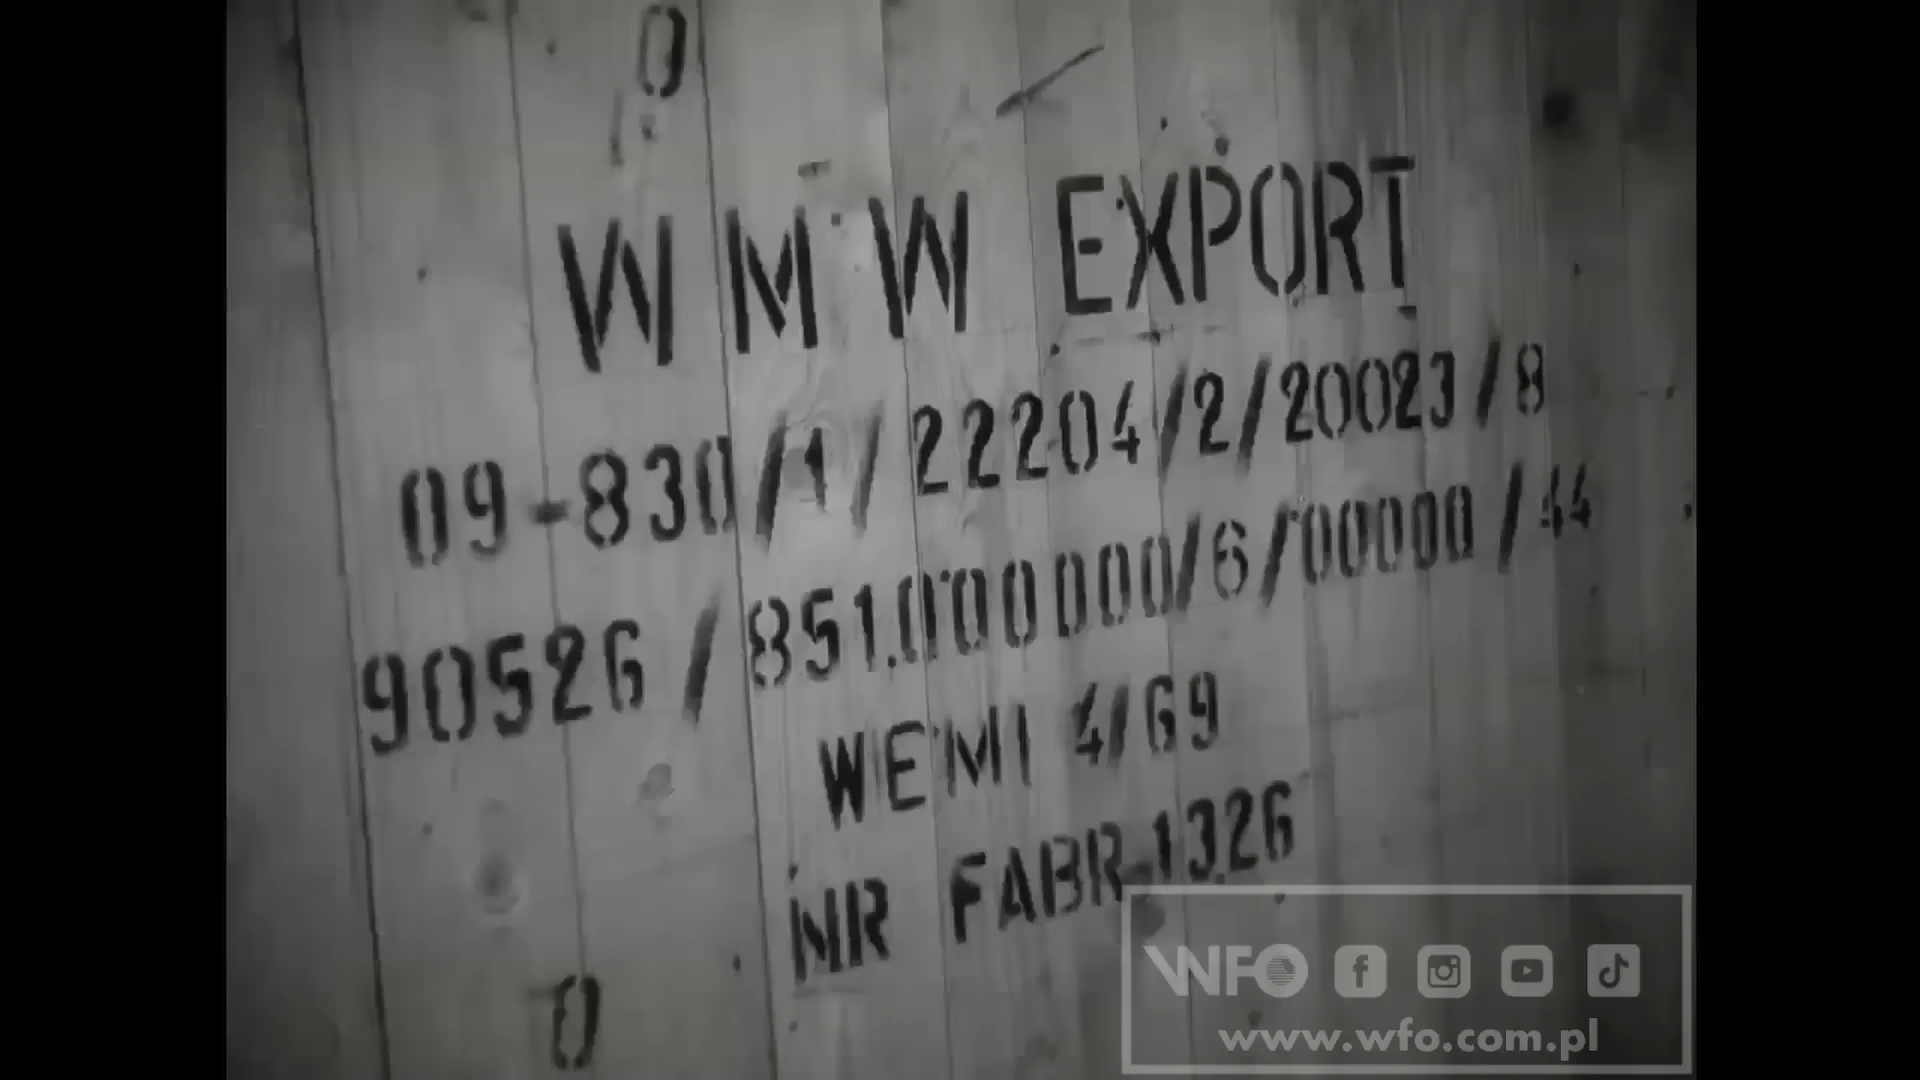 0
WMW EXPORT
09-830/1/22204/2/20023/8
90526/851.000000/6/00000/44
WEMI 4/69
NR FABR-1326
0
WFO
www.wfo.com.pl